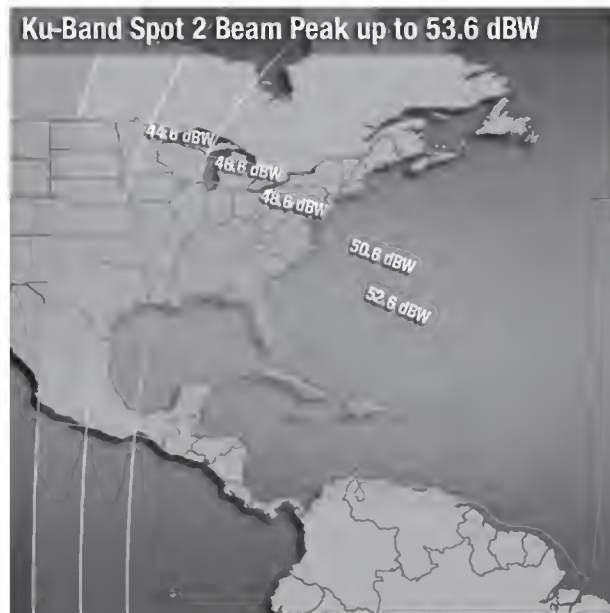 Ku-Band Spot 2 Beam Peak up to 53.6 dBW
44.6 dBW
46.6 dBW
48.6 dBW
50.6 dBW
52.6 dBW